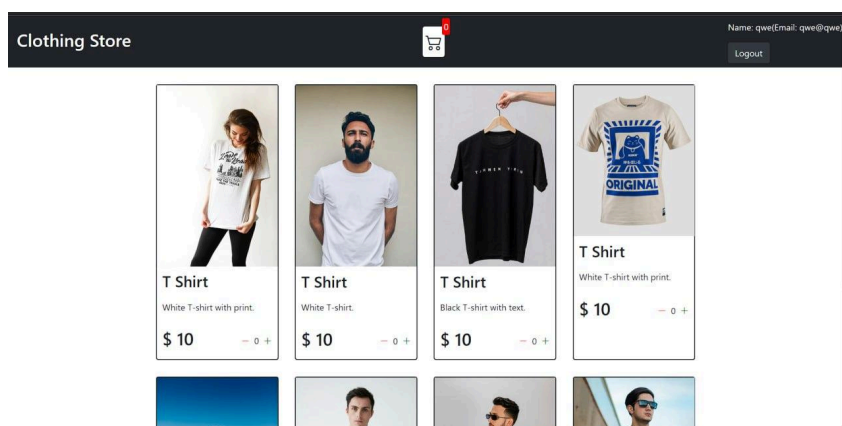 Clothing Store
0
Name: qwe(Email: qwe@qwe)
Logout
ORIGINAL
T Shirt
White T-shirt with print.
$ 10
− 0 +
T Shirt
White T-shirt.
$ 10
− 0 +
T Shirt
Black T-shirt with text.
$ 10
− 0 +
T Shirt
White T-shirt with print.
$ 10
− 0 +